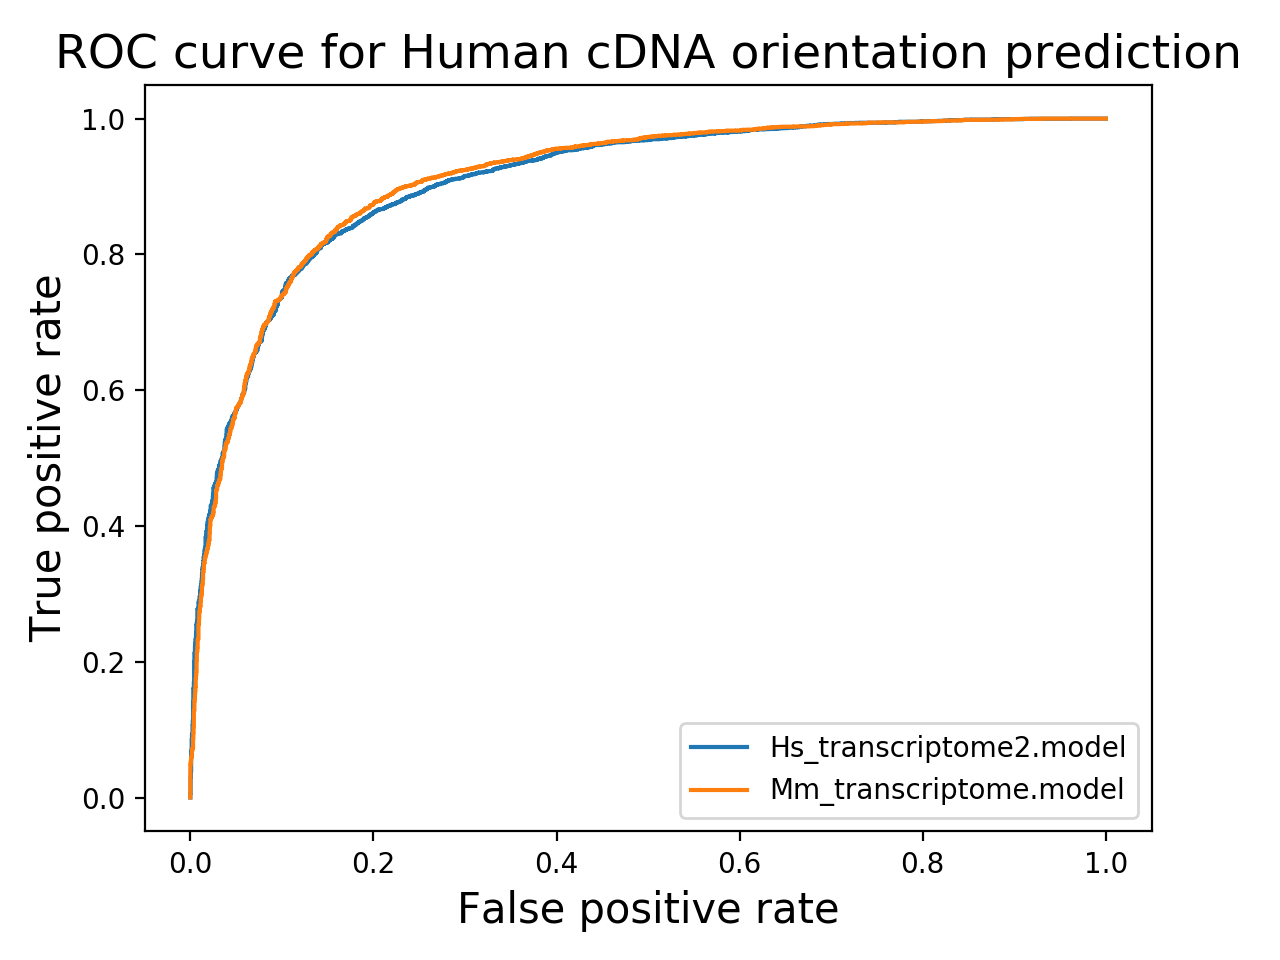 ROC curve for Human cDNA orientation prediction
1.0
0.8
0.6
0.4
0.2
0.0
True positive rate
Hs_transcriptome2.model
Mm_transcriptome.model
0.0 0.2 0.4 0.6 0.8 1.0
False positive rate